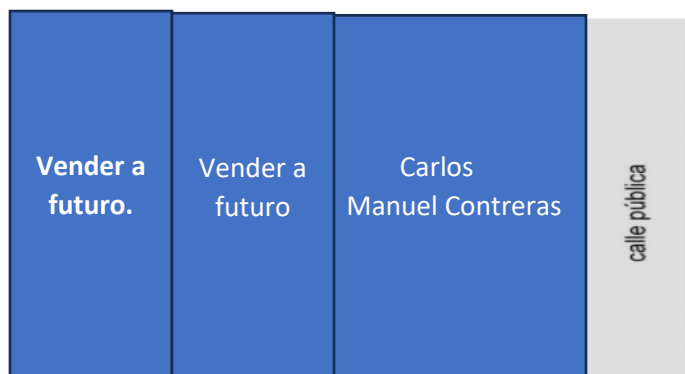 Vender a
futuro.
Vender a
futuro
Carlos
Manuel Contreras
calle pública